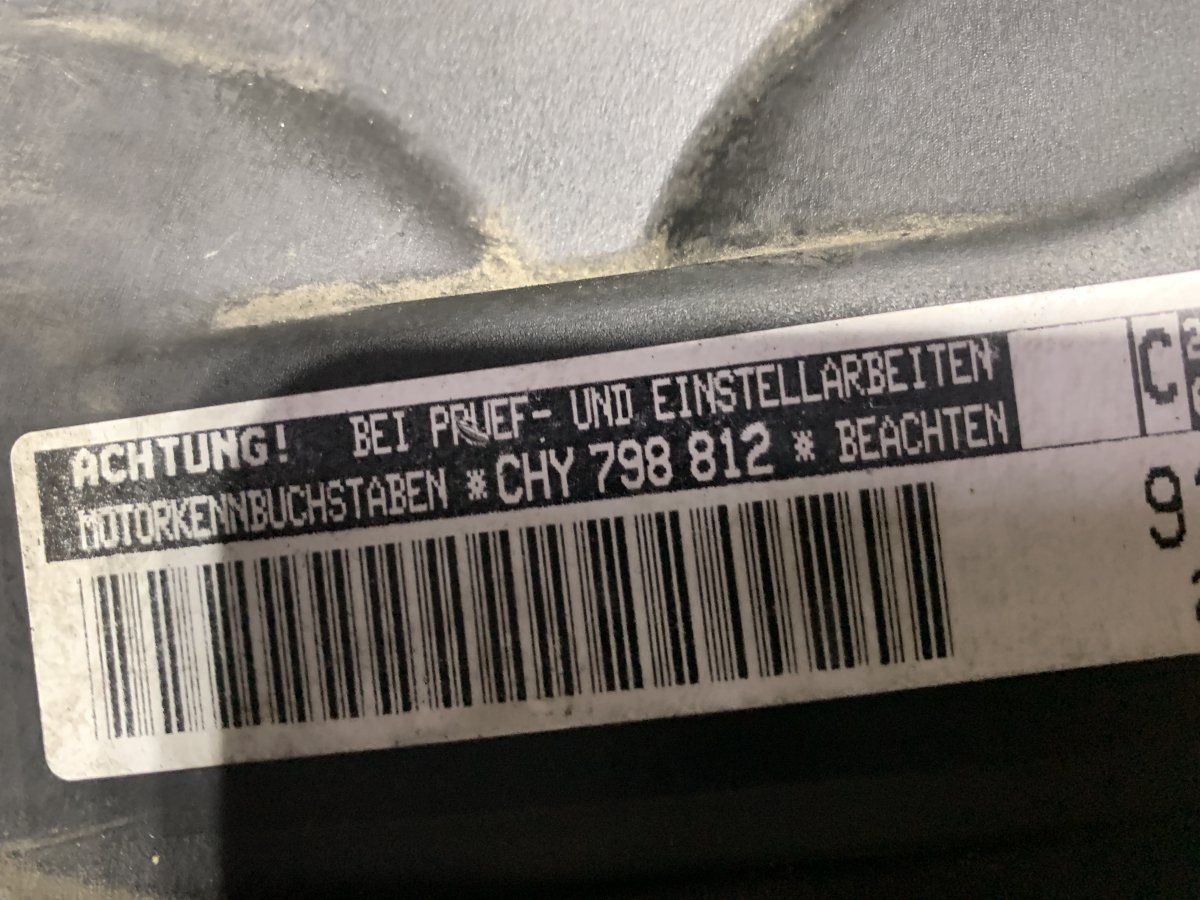 ACHTUNG! BEI PRUEF- UND EINSTELLARBEITEN
MOTORKENNBUCHSTABEN *CHY 798 812 * BEACHTEN
C
9